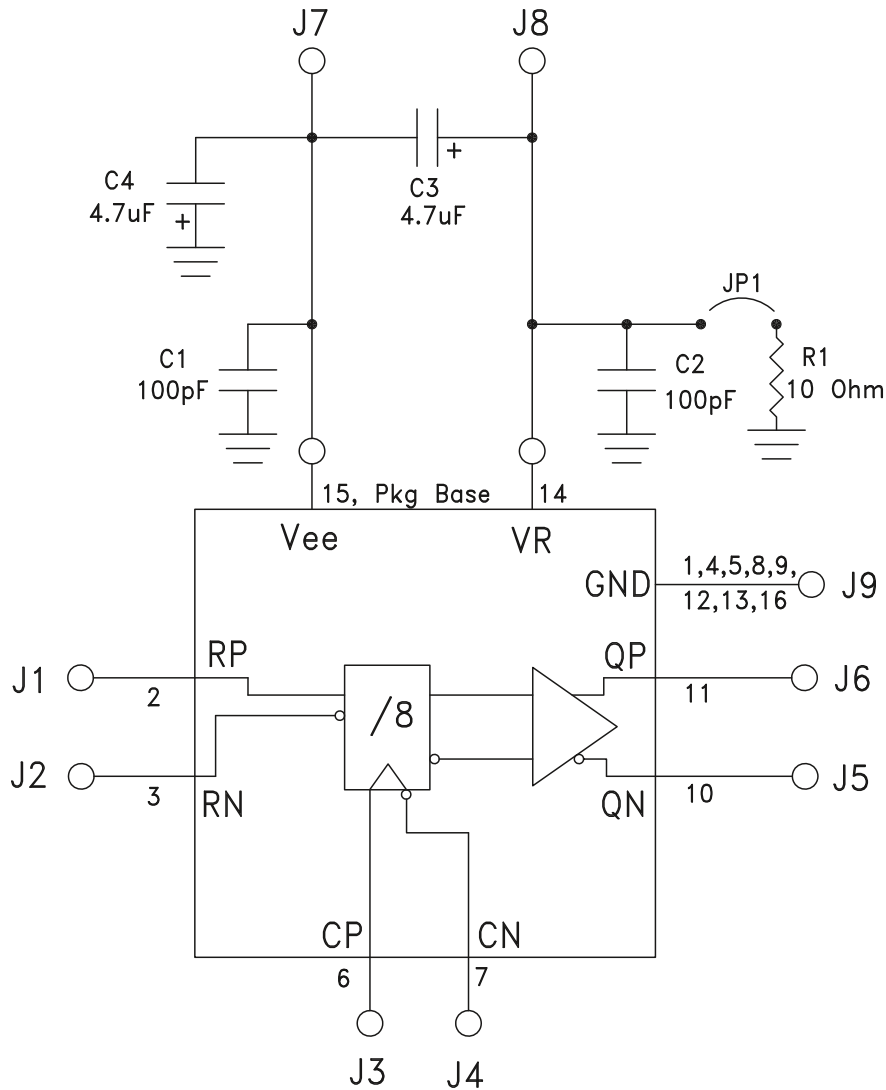 J7 J8
C4
4.7uF
+
+
C3
4.7uF
JP1
C1
100pF
C2
100pF
R1
10 Ohm
15, Pkg Base
14
Vee
VR
GND
1,4,5,8,9,
12,13,16
J9
J1
2
RP
/8
QP
11
J6
J2
3
RN
QN
10
J5
CP
CN
6
7
J3
J4